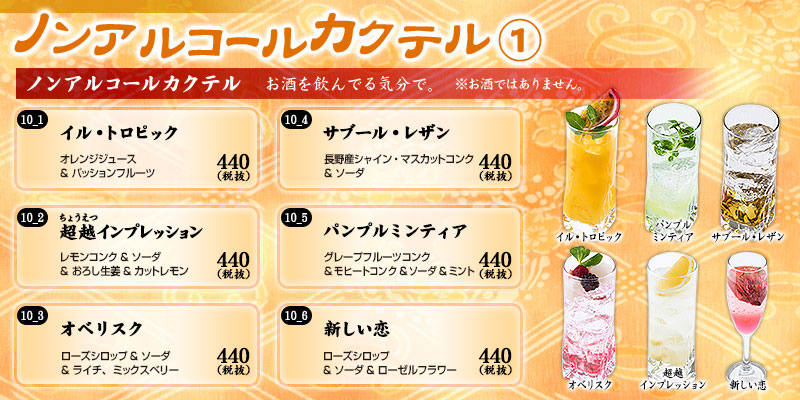 ノンアルコールカクテル①
ノンアルコールカクテル お酒を飲んでる気分で。 ※お酒ではありません。
10_1
イル・トロピック
オレンジジュース
& パッションフルーツ
440
(税抜)
10_4
サブール・レザン
長野産シャイン・マスカットコンク
& ソーダ
440
(税抜)
10_2
ちょうえつ
超越インプレッション
レモンコンク & ソーダ
& おろし生姜 & カットレモン
440
(税抜)
10_5
パンプルミンティア
グレープフルーツコンク
& モヒートコンク & ソーダ & ミント
440
(税抜)
10_3
オベリスク
ローズシロップ & ソーダ
& ライチ、ミックスベリー
440
(税抜)
10_6
新しい恋
ローズシロップ
& ソーダ & ローゼルフラワー
440
(税抜)
イル・トロピック
パンプル
ミンティア
サブール・レザン
オベリスク
超越
インプレッション
新しい恋